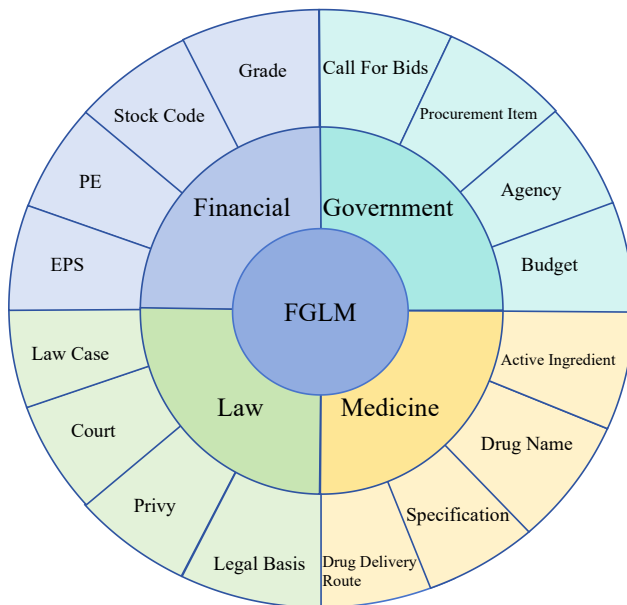 Grade
Call For Bids
Stock Code
Procurement Item
PE
Agency
Financial
Government
EPS
Budget
FGLM
Law Case
Active Ingredient
Law
Medicine
Court
Drug Name
Privy
Specification
Legal Basis
Drug Delivery
Route